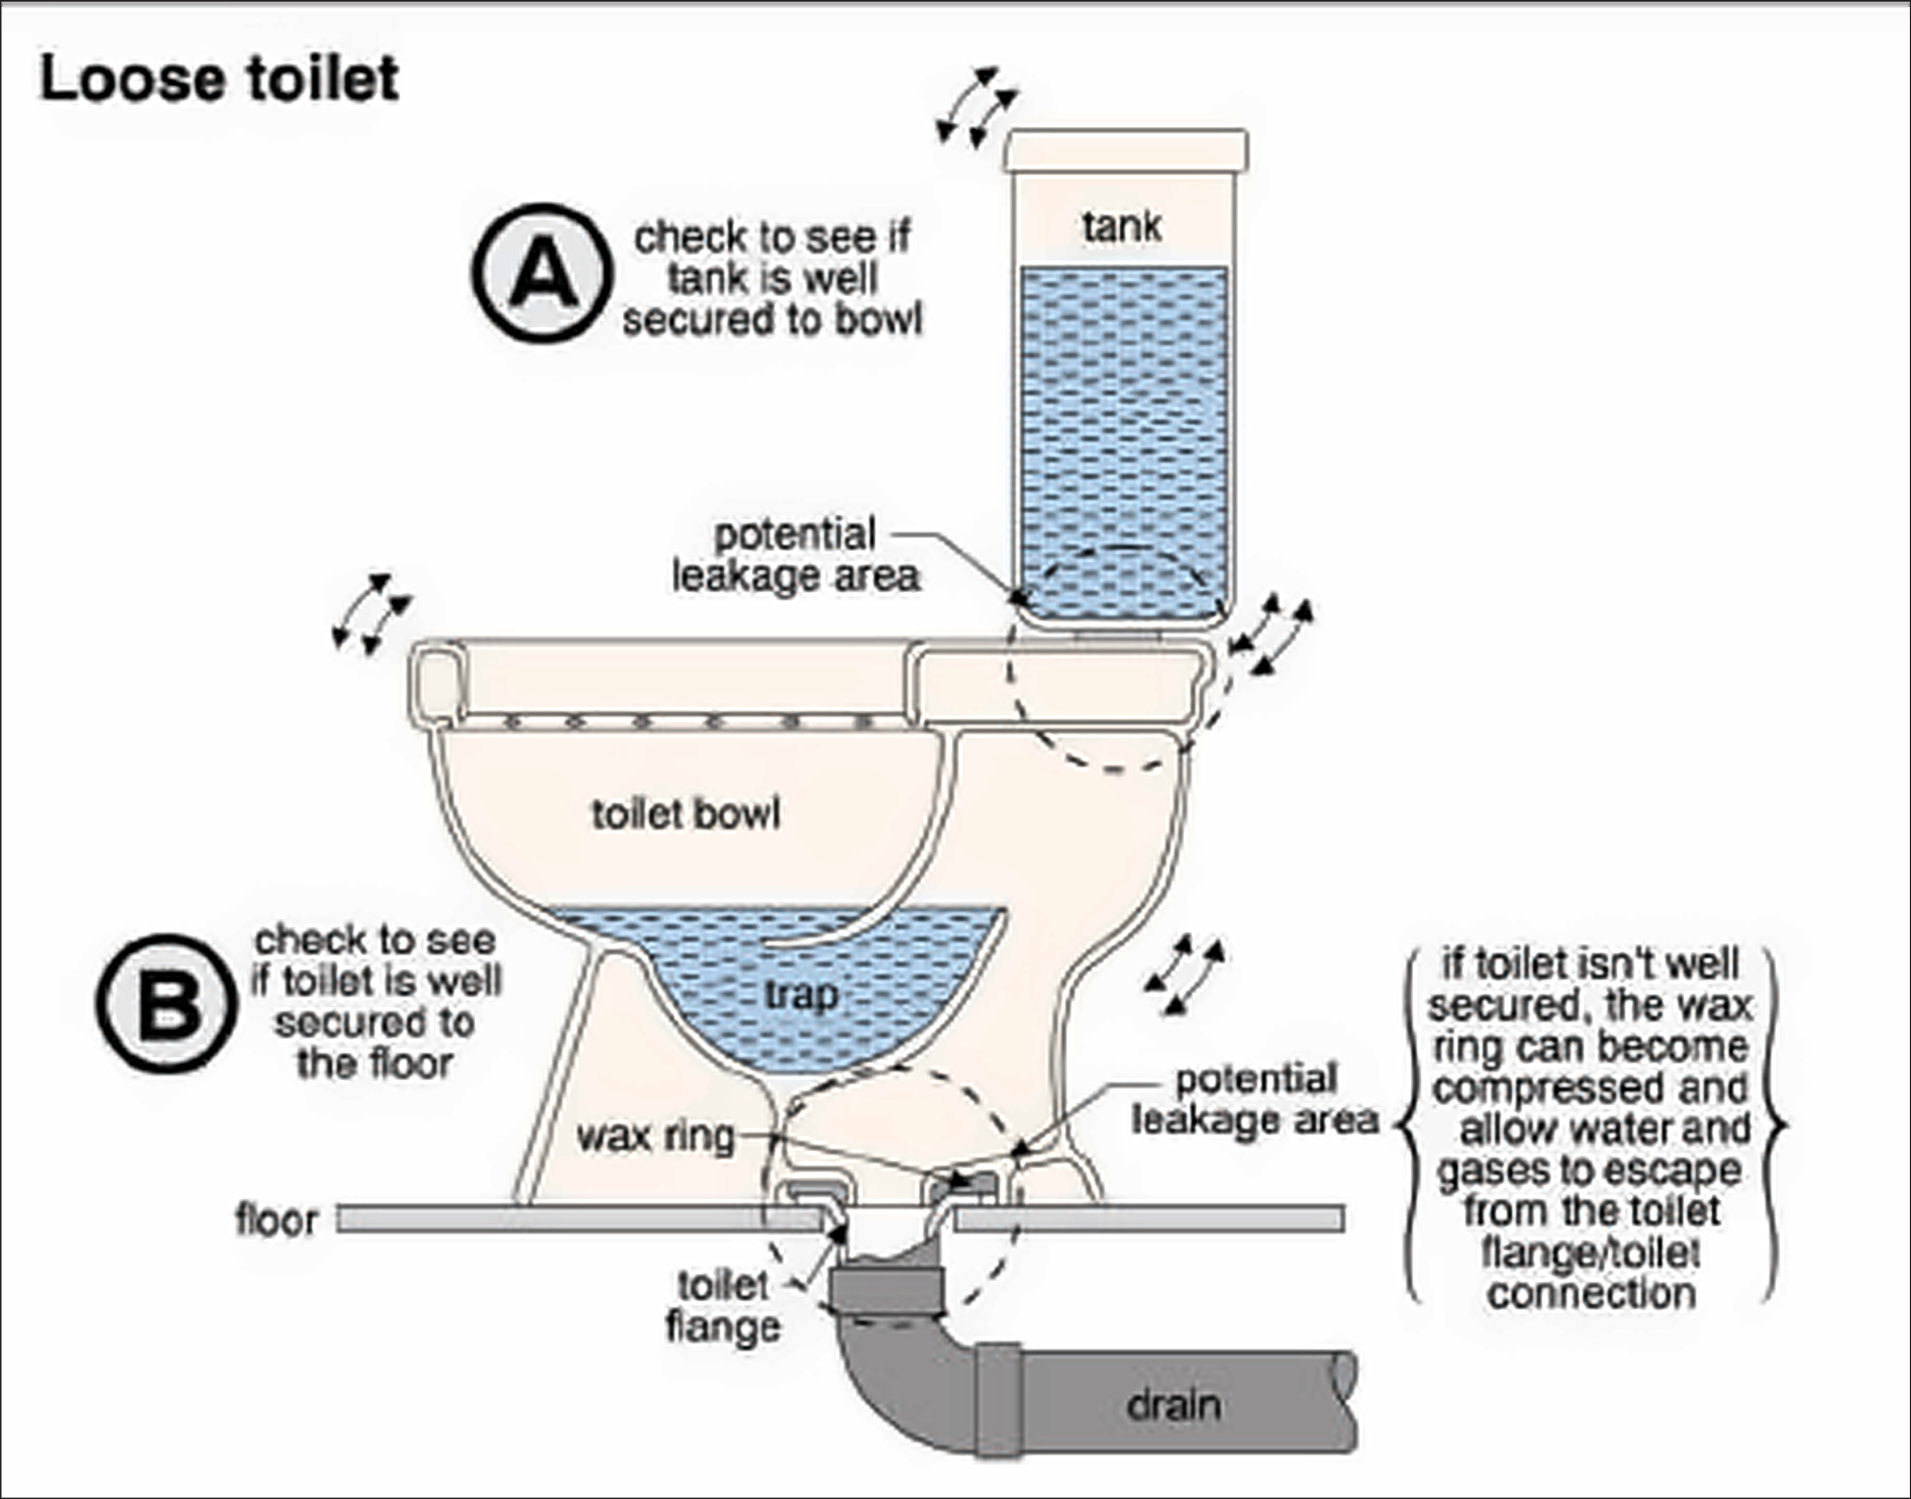 Loose toilet
A
check to see if
tank is well
secured to bowl
tank
potential
leakage area
toilet bowl
B
check to see
if toilet is well
secured to
the floor
trap
if toilet isn't well
secured, the wax
ring can become
compressed and
allow water and
gases to escape
from the toilet
flange/toilet
connection
potential
leakage area
wax ring
floor
toilet
flange
drain